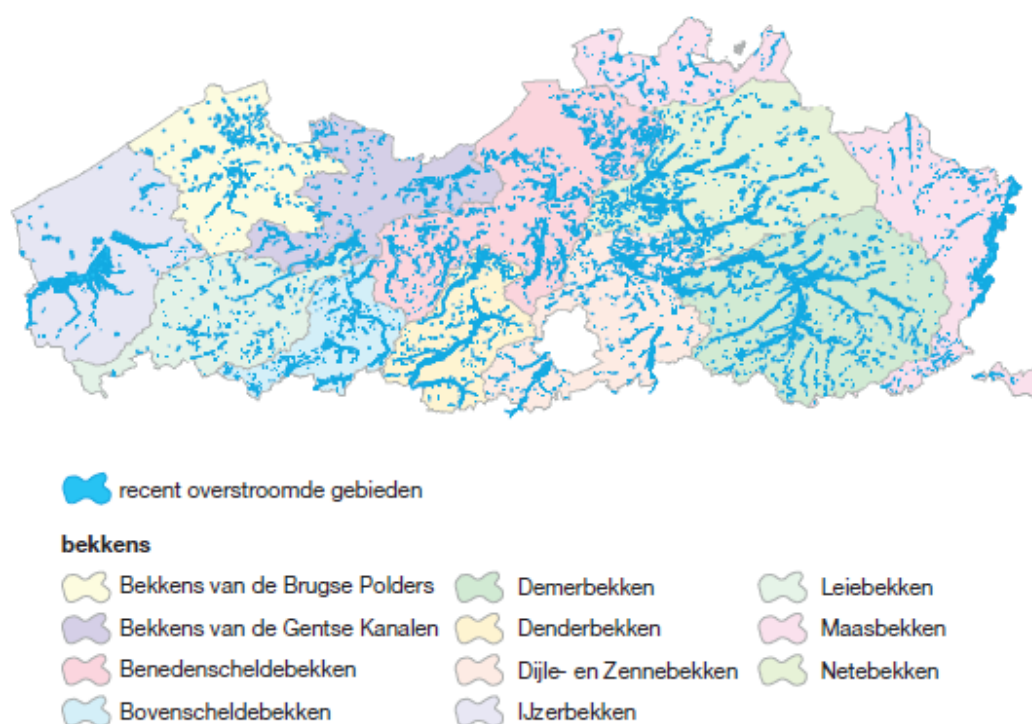 recent overstroomde gebieden
bekkens
Bekkens van de Brugse Polders
Bekkens van de Gentse Kanalen
Benedenscheldebekken
Bovenscheldebekken
Demerbekken
Denderbekken
Dijle- en Zennebekken
IJzerbekken
Leiebekken
Maasbekken
Netebekken